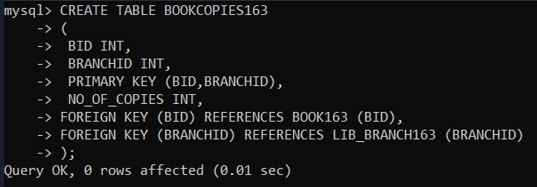 mysql> CREATE TABLE BOOKCOPIES163
    -> (
    ->  BID INT,
    ->  BRANCHID INT,
    ->  PRIMARY KEY (BID,BRANCHID),
    ->  NO_OF_COPIES INT,
    -> FOREIGN KEY (BID) REFERENCES BOOK163 (BID),
    -> FOREIGN KEY (BRANCHID) REFERENCES LIB_BRANCH163 (BRANCHID)
    -> );
Query OK, 0 rows affected (0.01 sec)